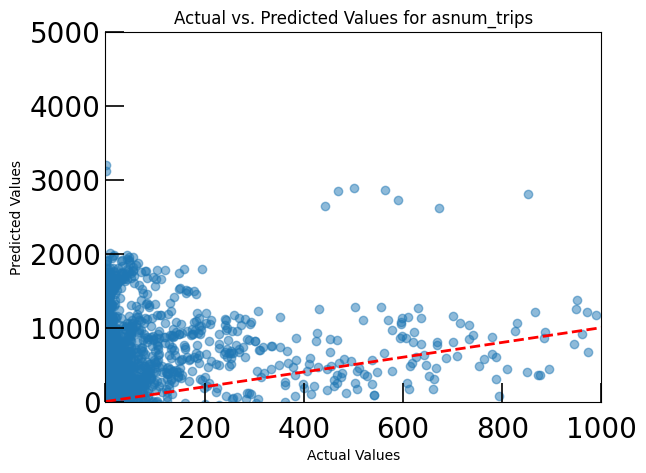 Actual vs. Predicted Values for asnum_trips
5000
4000
3000
2000
1000
0
Predicted Values
0 200 400 600 800 1000
Actual Values